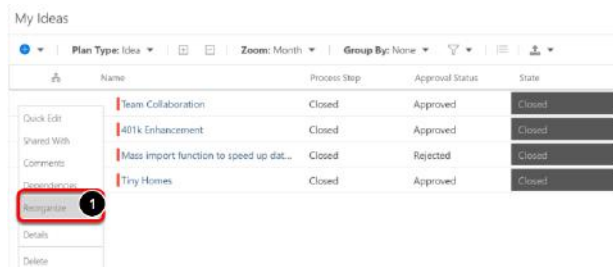 My Ideas
Plan Type: Idea Zoom: Month Group By: None
Name Process Step Approval Status State
Team Collaboration Closed Approved Closed
Quick Edit
401k Enhancement Closed Approved Closed
Shared With
Mass import function to speed up dat... Closed Rejected Closed
Comments
Tiny Homes Closed Approved Closed
Dependencies
Reorganize 1
Details
Delete